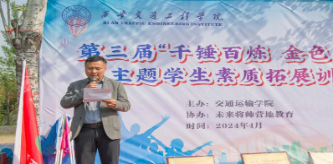 西安交通工程学院
XI'AN TRAFFIC ENGINEERING INSTITUTE
第三届“千锤百炼 金色
主题学生素质拓展训
主办：交通运输学院
协办：未来将帅营地教育
时间：2024年4月